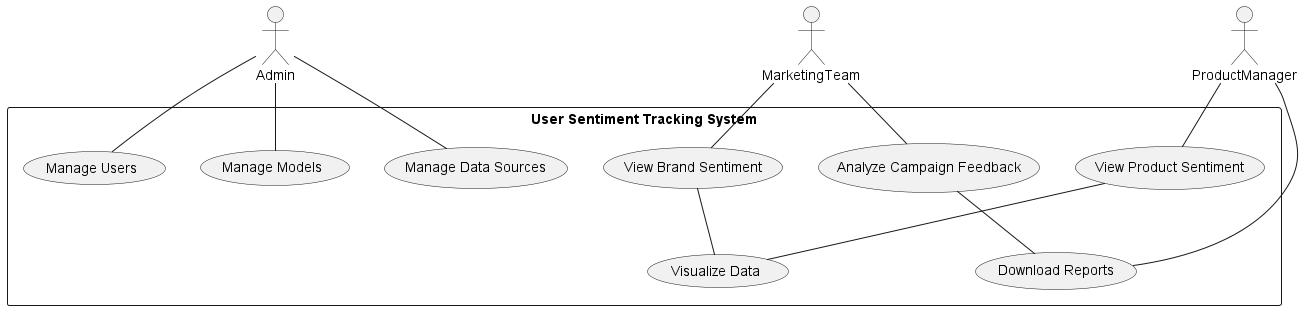 Admin
MarketingTeam
ProductManager
User Sentiment Tracking System
Manage Users
Manage Models
Manage Data Sources
View Brand Sentiment
Analyze Campaign Feedback
View Product Sentiment
Visualize Data
Download Reports